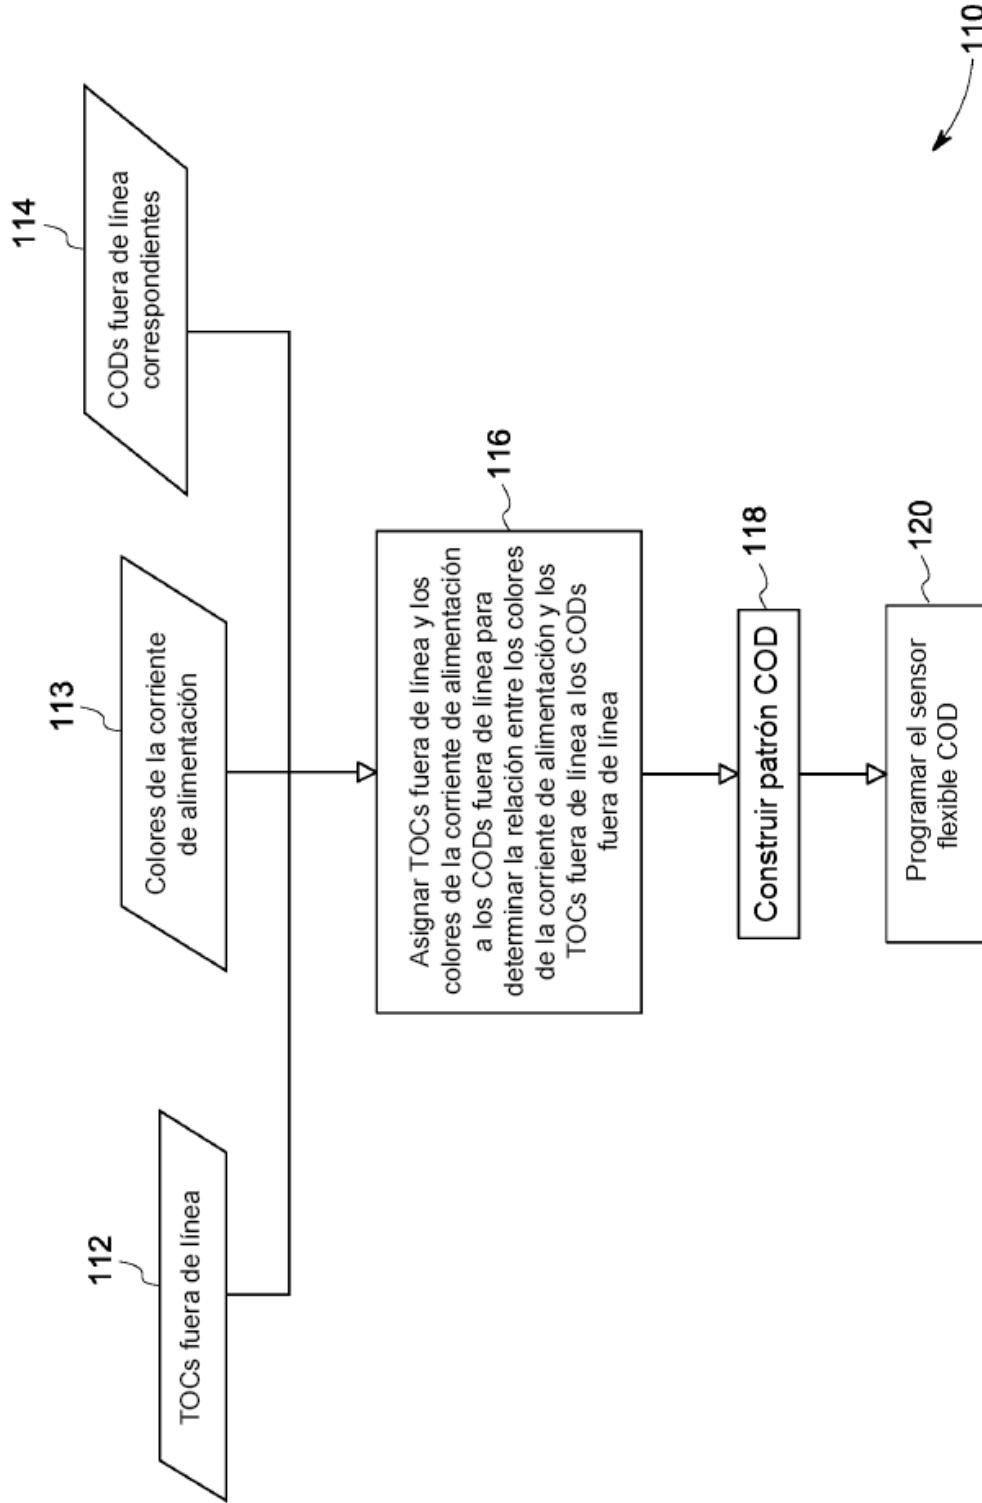 112
TOCs fuera de línea
113
Colores de la corriente
de alimentación
114
CODs fuera de línea
correspondientes
116
Asignar TOCs fuera de línea y los
colores de la corriente de alimentación
a los CODs fuera de línea para
determinar la relación entre los colores
de la corriente de alimentación y los
TOCs fuera de línea a los CODs
fuera de línea
118
Construir patrón COD
120
Programar el sensor
flexible COD
110